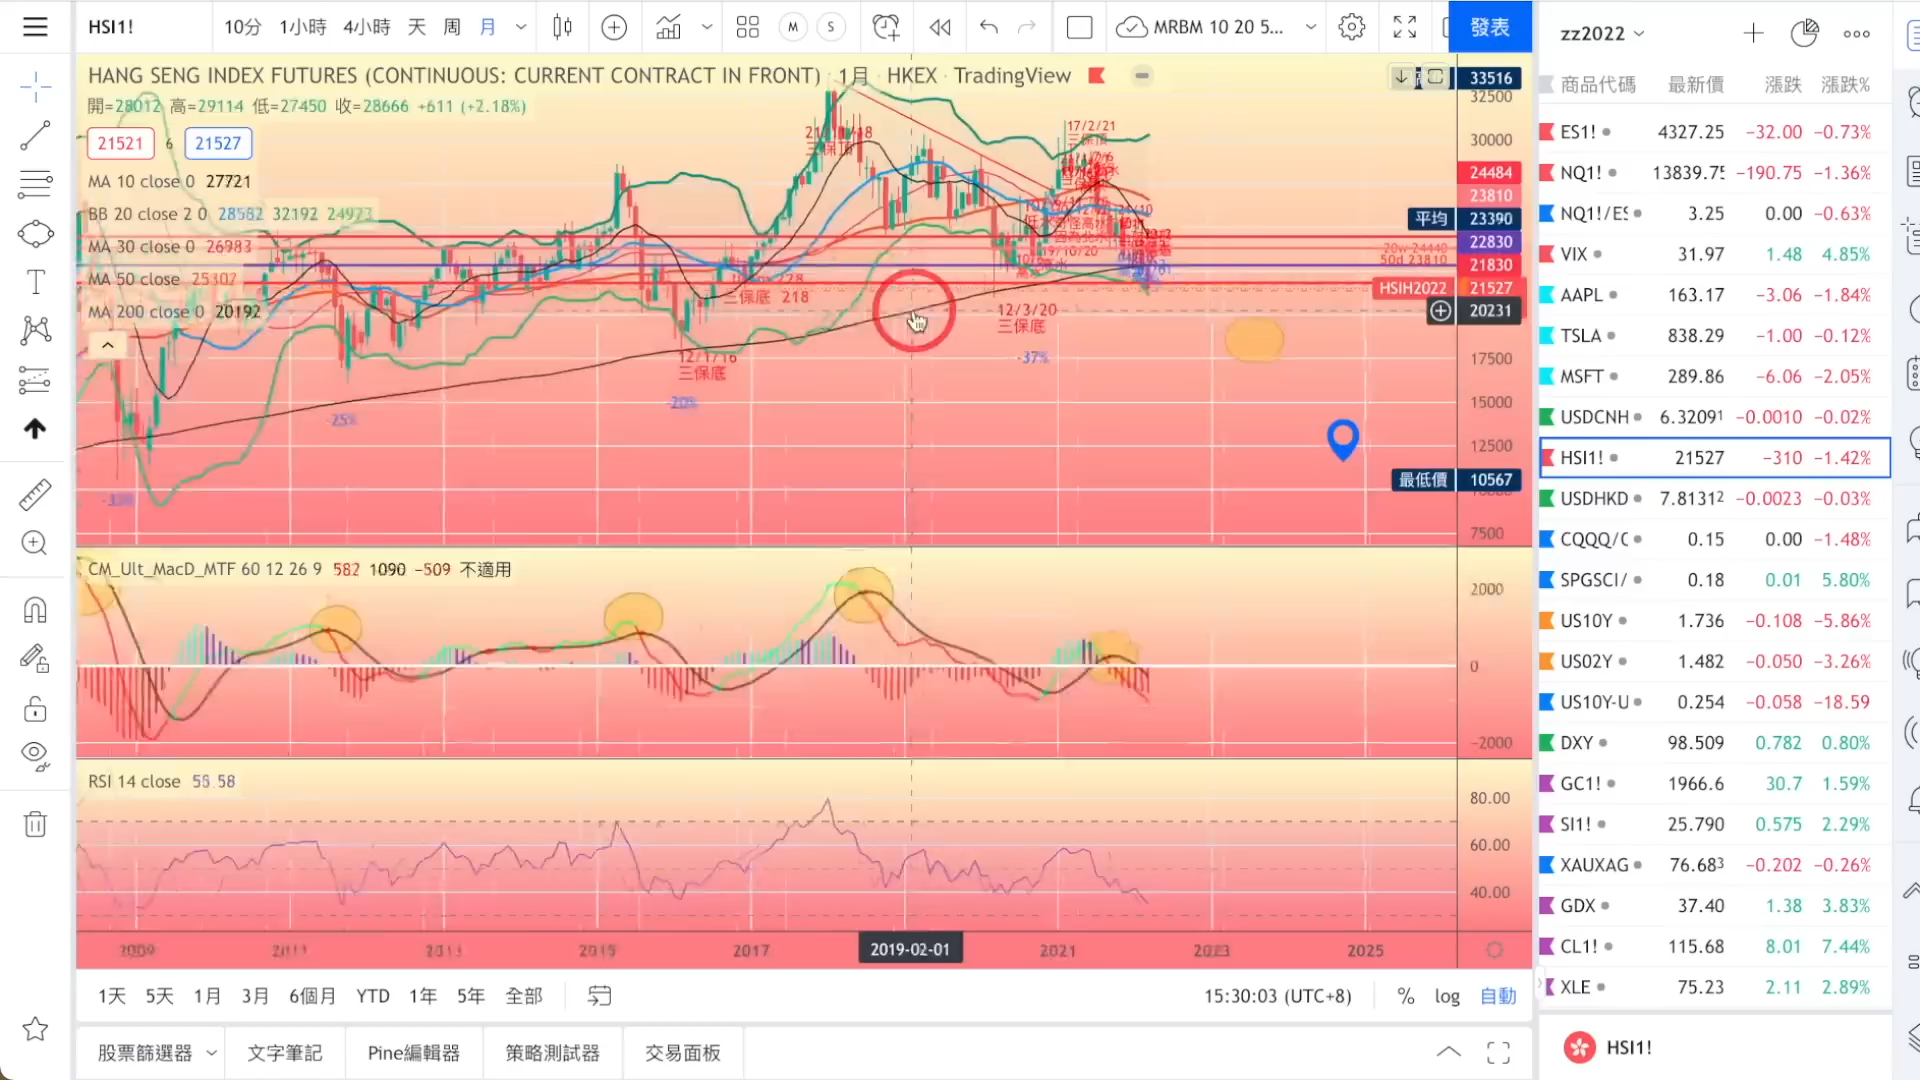 HSI1!
10分 1小時 4小時 天 周 月
M S
MRBM 10 20 5...
發表
HANG SENG INDEX FUTURES (CONTINUOUS: CURRENT CONTRACT IN FRONT) · 1月 · HKEX · TradingView
開=28012 高=29114 低=27450 收=28666 +611 (+2.18%)
21521 6 21527
MA 10 close 0 27721
BB 20 close 2 0 28582 32192 24973
MA 30 close 0 26983
MA 50 close 25307
MA 200 close 0 20192
17/2/21
三保頂
12/1/16
三保底
三保底 218
12/3/20
三保底
-37%
-20%
-25%
20w 24440
50d 23810
33516
32500
30000
24484
23810
平均 23390
22830
21830
HSIH2022 21527
20231
17500
15000
12500
最低價 10567
7500
CM_Ult_MacD_MTF 60 12 26 9 582 1090 −509 不適用
2000
0
−2000
RSI 14 close 55.58
80.00
60.00
40.00
2009 2011 2013 2015 2017 2019-02-01 2021 2023 2025
1天 5天 1月 3月 6個月 YTD 1年 5年 全部
15:30:03 (UTC+8) % log 自動
股票篩選器 文字筆記 Pine編輯器 策略測試器 交易面板
zz2022
商品代碼 最新價 漲跌 漲跌%
ES1! 4327.25 −32.00 −0.73%
NQ1! 13839.75 −190.75 −1.36%
NQ1!/ES 3.25 0.00 −0.63%
VIX 31.97 1.48 4.85%
AAPL 163.17 −3.06 −1.84%
TSLA 838.29 −1.00 −0.12%
MSFT 289.86 −6.06 −2.05%
USDCNH 6.32091 −0.0010 −0.02%
HSI1! 21527 −310 −1.42%
USDHKD 7.81312 −0.0023 −0.03%
CQQQ/C 0.15 0.00 −1.48%
SPGSCI/ 0.18 0.01 5.80%
US10Y 1.736 −0.108 −5.86%
US02Y 1.482 −0.050 −3.26%
US10Y-U 0.254 −0.058 −18.59
DXY 98.509 0.782 0.80%
GC1! 1966.6 30.7 1.59%
SI1! 25.790 0.575 2.29%
XAUXAG 76.683 −0.202 −0.26%
GDX 37.40 1.38 3.83%
CL1! 115.68 8.01 7.44%
XLE 75.23 2.11 2.89%
HSI1!